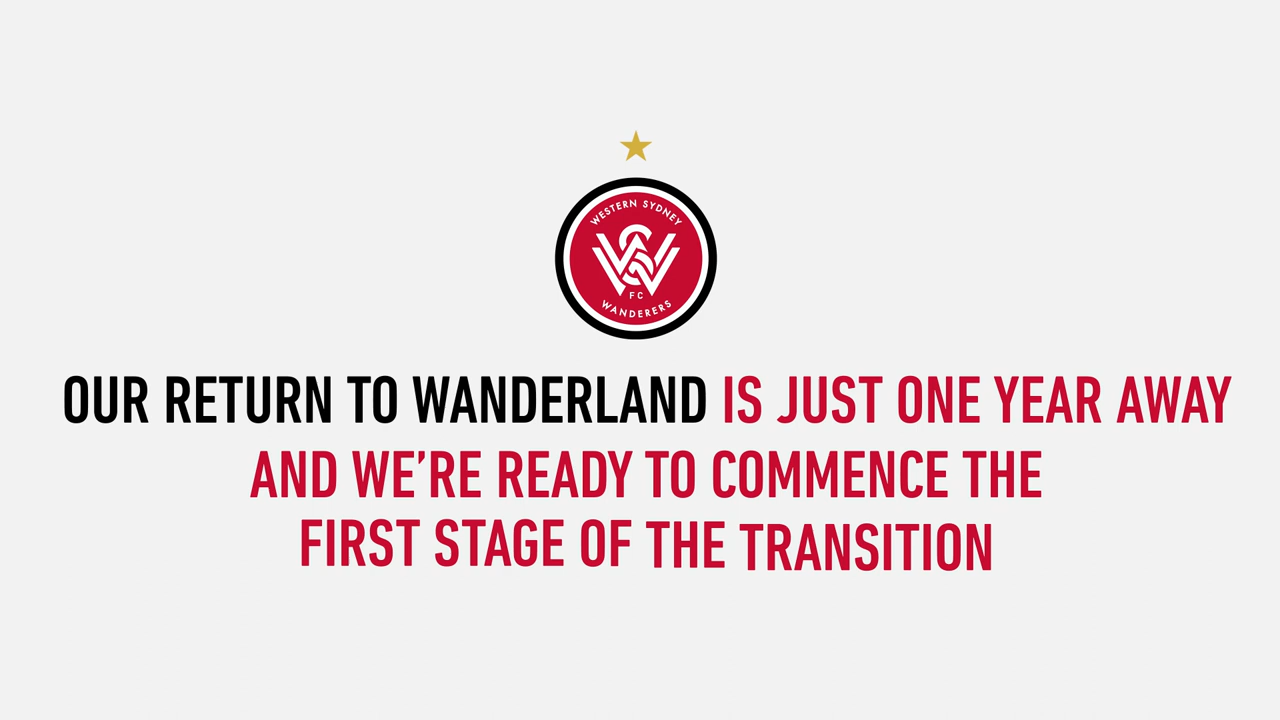 WESTERN SYDNEY
WSW
FC
WANDERERS
OUR RETURN TO WANDERLAND IS JUST ONE YEAR AWAY
AND WE’RE READY TO COMMENCE THE
FIRST STAGE OF THE TRANSITION